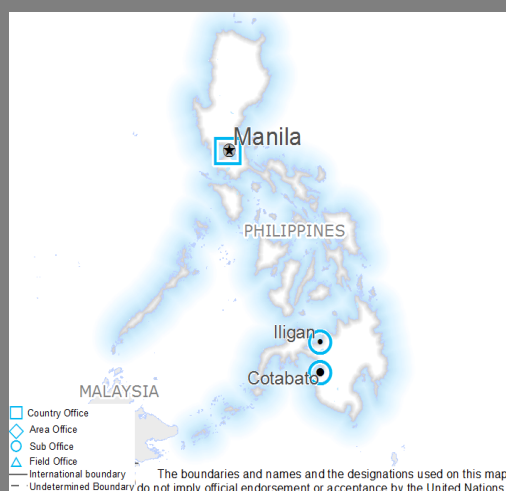 Manila
PHILIPPINES
Iligan
Cotabato
MALAYSIA
Country Office
Area Office
Sub Office
Field Office
International boundary
Undetermined Boundary
The boundaries and names and the designations used on this map
do not imply official endorsement or acceptance by the United Nations